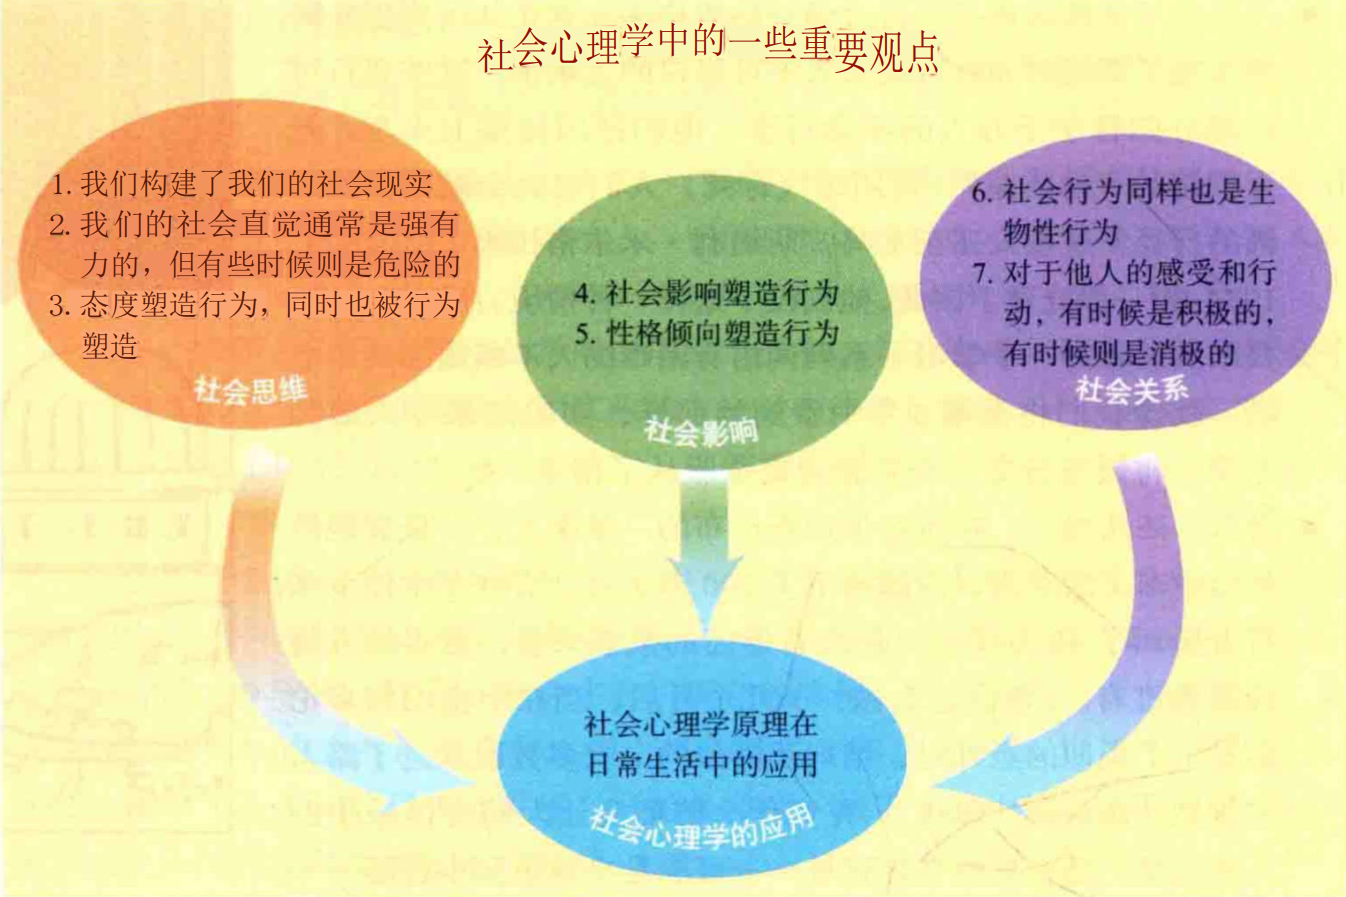 社会心理学中的一些重要观点
1. 我们构建了我们的社会现实
2. 我们的社会直觉通常是强有
力的，但有些时候则是危险的
3. 态度塑造行为，同时也被行为
塑造
社会思维
4. 社会影响塑造行为
5. 性格倾向塑造行为
社会影响
6. 社会行为同样也是生
物性行为
7. 对于他人的感受和行
动，有时候是积极的，
有时候则是消极的
社会关系
社会心理学原理在
日常生活中的应用
社会心理学的应用